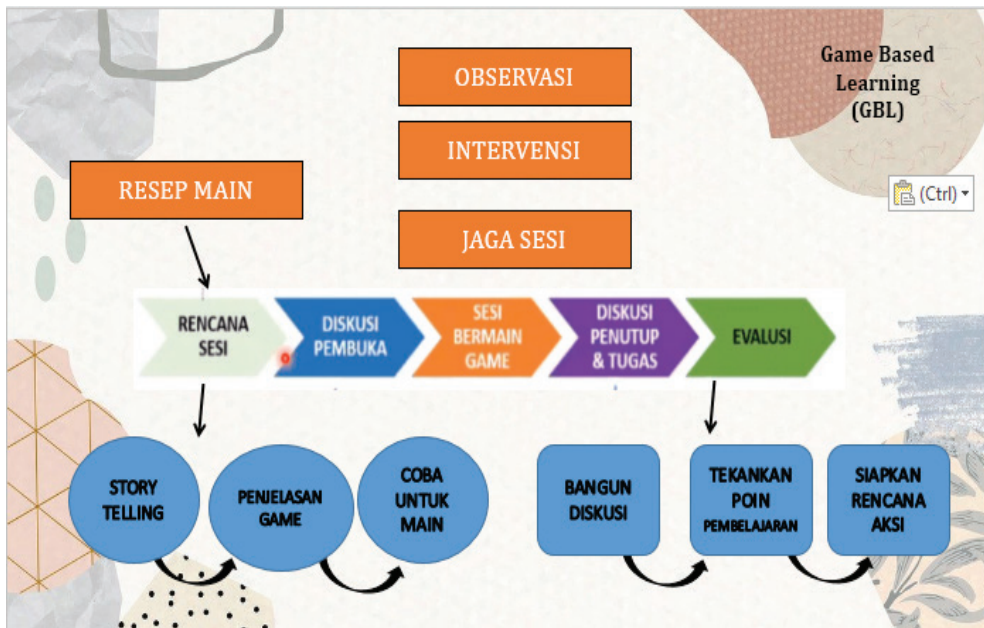 Game Based
Learning
(GBL)
OBSERVASI
INTERVENSI
RESEP MAIN
JAGA SESI
(Ctrl)
RENCANA
SESI
DISKUSI
PEMBUKA
SESI
BERMAIN
GAME
DISKUSI
PENUTUP
& TUGAS
EVALUSI
STORY
TELLING
PENJELASAN
GAME
COBA
UNTUK
MAIN
BANGUN
DISKUSI
TEKANKAN
POIN
PEMBELAJARAN
SIAPKAN
RENCANA
AKSI